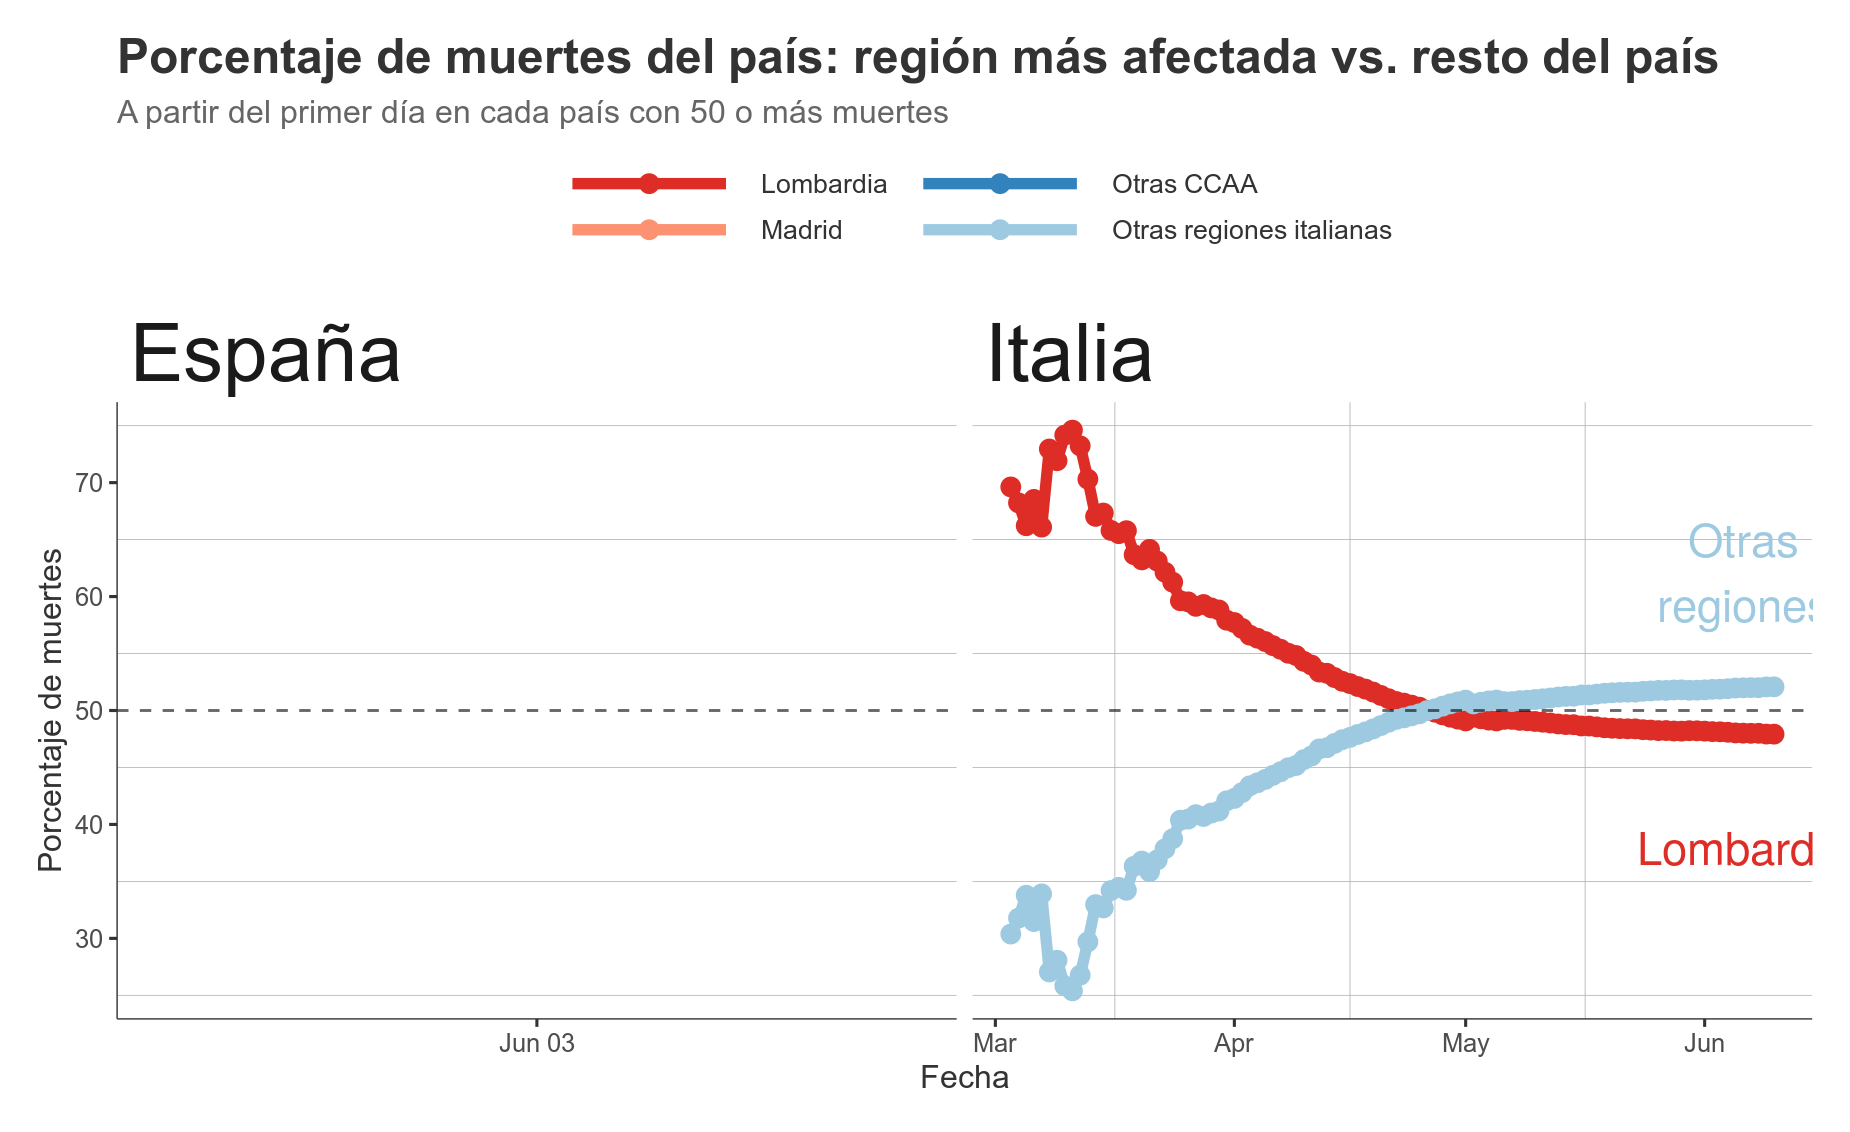 Porcentaje de muertes del país: región más afectada vs. resto del país
A partir del primer día en cada país con 50 o más muertes
Lombardia
Otras CCAA
Madrid
Otras regiones italianas
España
Italia
Porcentaje de muertes
70
60
50
40
30
Otras
regiones
Lombard
Jun 03
Mar
Apr
May
Jun
Fecha